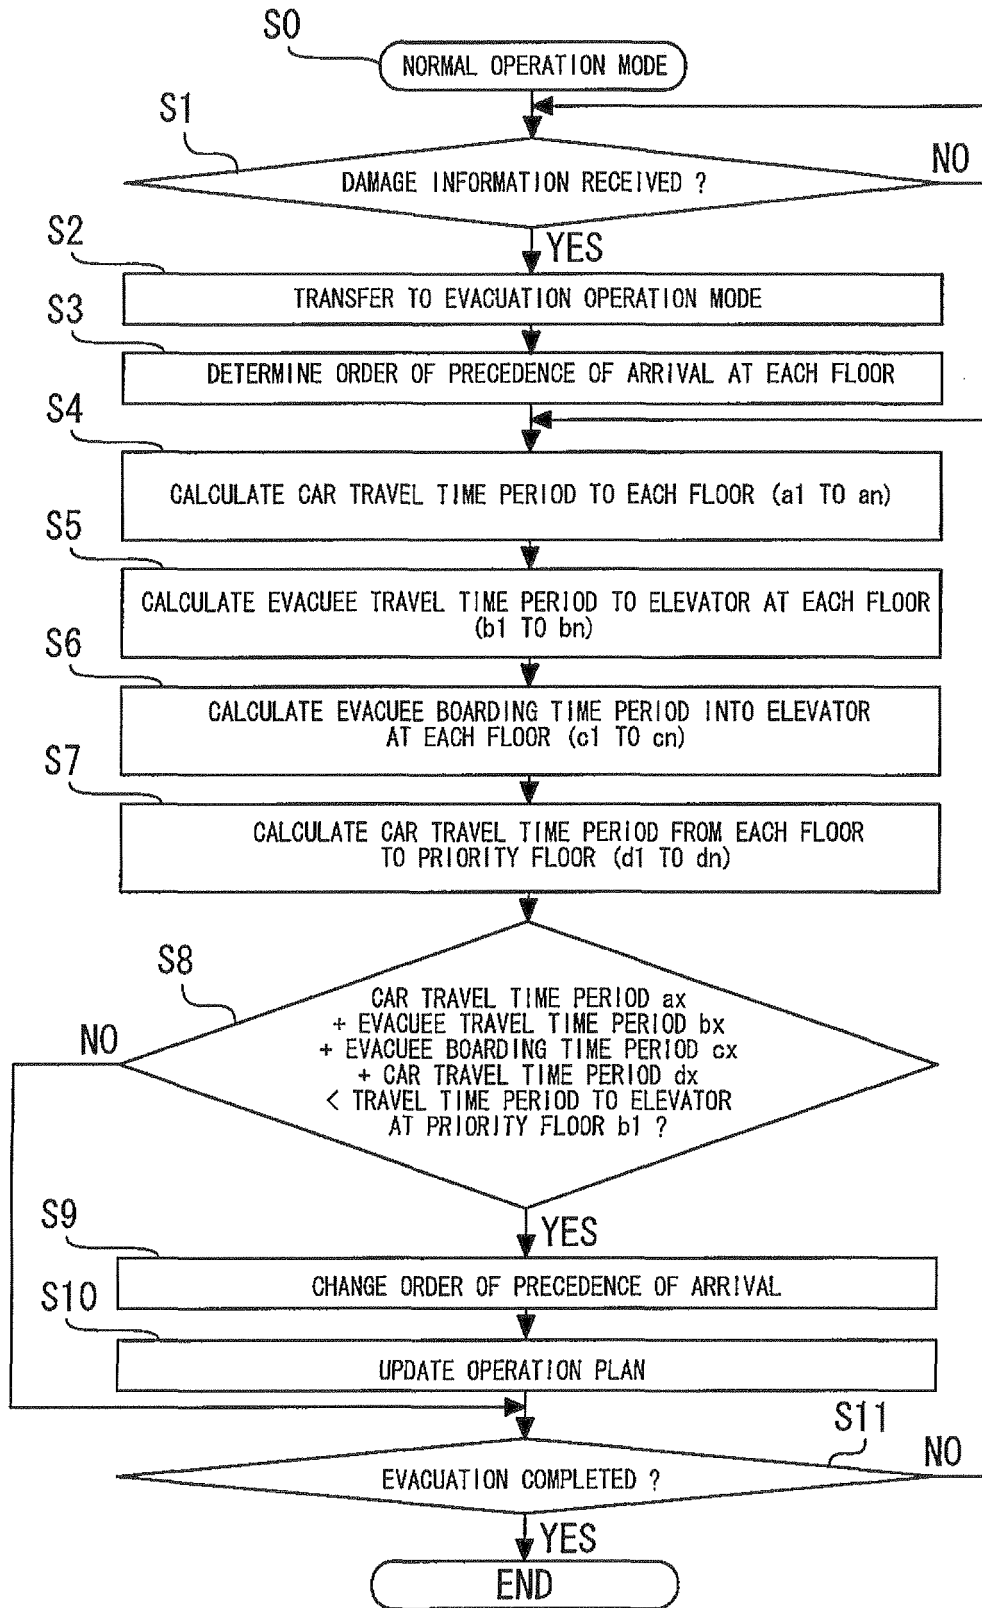 S0
NORMAL OPERATION MODE
S1
DAMAGE INFORMATION RECEIVED ?
NO
YES
S2
TRANSFER TO EVACUATION OPERATION MODE
S3
DETERMINE ORDER OF PRECEDENCE OF ARRIVAL AT EACH FLOOR
S4
CALCULATE CAR TRAVEL TIME PERIOD TO EACH FLOOR (a1 TO an)
S5
CALCULATE EVACUEE TRAVEL TIME PERIOD TO ELEVATOR AT EACH FLOOR
(b1 TO bn)
S6
CALCULATE EVACUEE BOARDING TIME PERIOD INTO ELEVATOR
AT EACH FLOOR (c1 TO cn)
S7
CALCULATE CAR TRAVEL TIME PERIOD FROM EACH FLOOR
TO PRIORITY FLOOR (d1 TO dn)
S8
CAR TRAVEL TIME PERIOD ax
+ EVACUEE TRAVEL TIME PERIOD bx
+ EVACUEE BOARDING TIME PERIOD cx
+ CAR TRAVEL TIME PERIOD dx
< TRAVEL TIME PERIOD TO ELEVATOR
AT PRIORITY FLOOR b1 ?
NO
YES
S9
CHANGE ORDER OF PRECEDENCE OF ARRIVAL
S10
UPDATE OPERATION PLAN
S11
EVACUATION COMPLETED ?
NO
YES
END